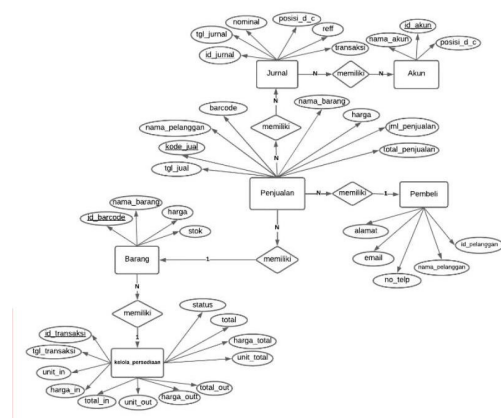 nominal
posisi_d_c
tgl_jurnal
reff
id_jurnal
transaksi
Jurnal
N
memiliki
N
Akun
id_akun
nama_akun
posisi_d_c
N
memiliki
N
barcode
nama_barang
nama_pelanggan
harga
kode_jual
jml_penjualan
tgl_jual
total_penjualan
Penjualan
N
memiliki
1
Pembeli
alamat
email
no_telp
nama_pelanggan
id_pelanggan
N
memiliki
1
nama_barang
id_barcode
harga
stok
Barang
N
memiliki
1
status
id_transaksi
total
tgl_transaksi
harga_total
unit_in
unit_total
kelola_persediaan
harga_in
total_in
unit_out
harga_outt
total_out